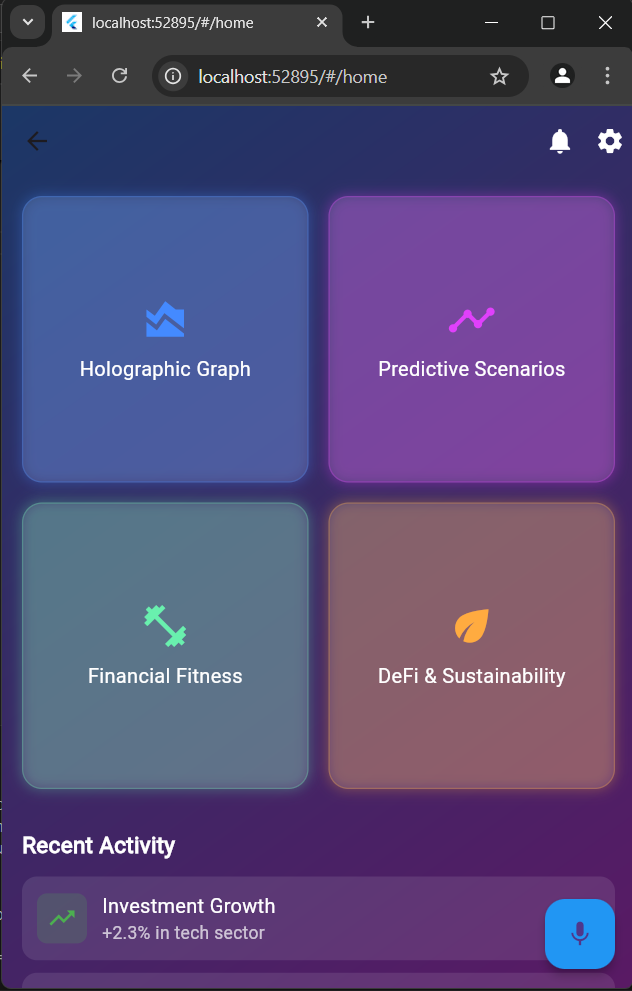 localhost:52895/#/home
localhost:52895/#/home
Holographic Graph
Predictive Scenarios
Financial Fitness
DeFi & Sustainability
Recent Activity
Investment Growth
+2.3% in tech sector